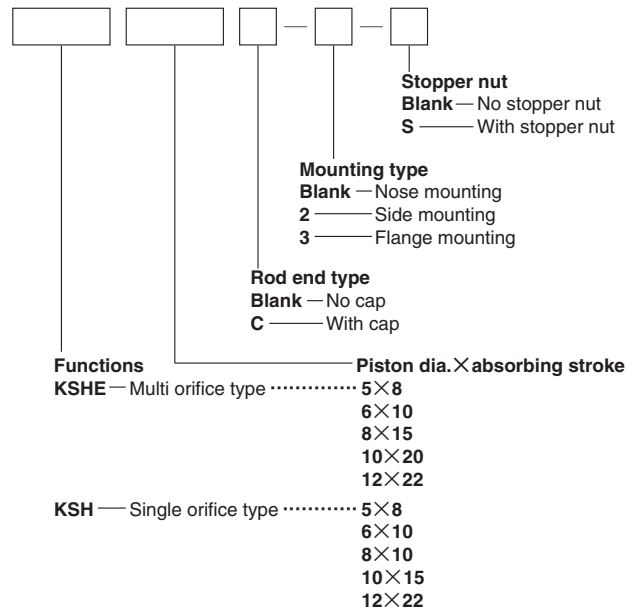 Stopper nut
Blank — No stopper nut
S — With stopper nut
Mounting type
Blank — Nose mounting
2 — Side mounting
3 — Flange mounting
Rod end type
Blank — No cap
C — With cap
Functions
Piston dia.×absorbing stroke
KSHE — Multi orifice type ············· 5×8
6×10
8×15
10×20
12×22
KSH — Single orifice type ············ 5×8
6×10
8×10
10×15
12×22